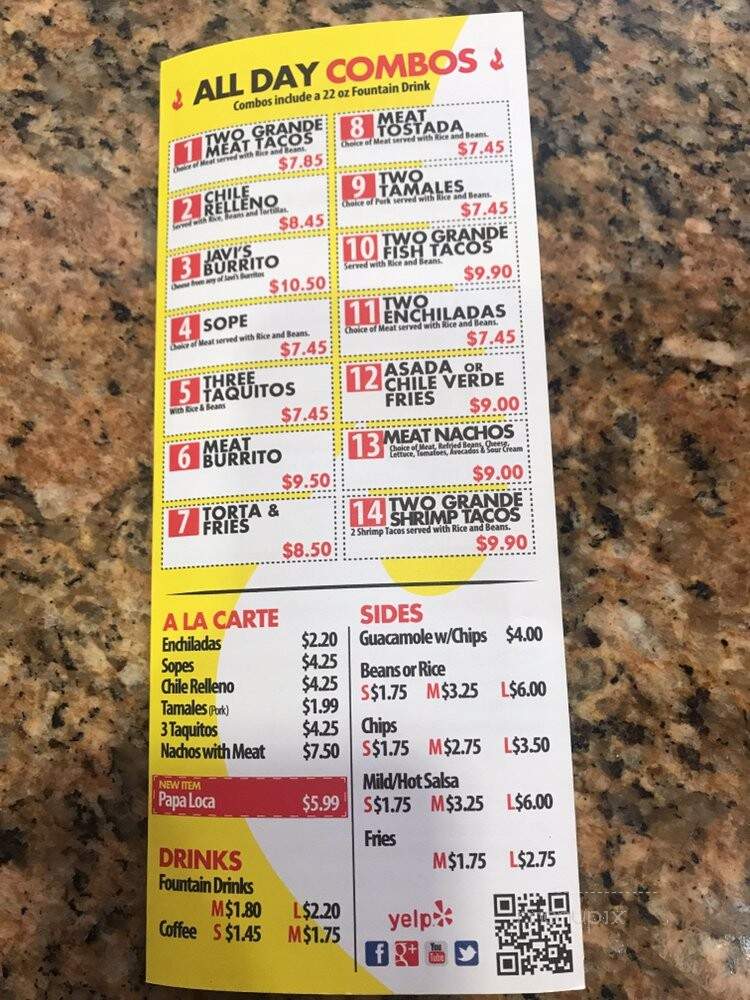 ALL DAY COMBOS
Combos include a 22 oz Fountain Drink
1 TWO GRANDE
MEAT TACOS
Choice of Meat served with Rice and Beans.
$7.85
2 CHILE
RELLENO
Served with Rice, Beans and Tortillas.
$8.45
3 JAVI'S
BURRITO
Choose from any of Javi's Burritos
$10.50
4 SOPE
Choice of Meat served with Rice and Beans.
$7.45
5 THREE
TAQUITOS
With Rice & Beans
$7.45
6 MEAT
BURRITO
$9.50
7 TORTA &
FRIES
$8.50
8 MEAT
TOSTADA
Choice of Meat served with Rice and Beans.
$7.45
9 TWO
TAMALES
Choice of Pork served with Rice and Beans.
$7.45
10 TWO GRANDE
FISH TACOS
Served with Rice and Beans.
$9.90
11 TWO
ENCHILADAS
Choice of Meat served with Rice and Beans.
$7.45
12 ASADA OR
CHILE VERDE
FRIES
$9.00
13 MEAT NACHOS
Choice of Meat, Refried Beans, Cheese,
Lettuce, Tomatoes, Avocados & Sour Cream
$9.00
14 TWO GRANDE
SHRIMP TACOS
2 Shrimp Tacos served with Rice and Beans.
$9.90
A LA CARTE
Enchiladas $2.20
Sopes $4.25
Chile Relleno $4.25
Tamales (Pork) $1.99
3 Taquitos $4.25
Nachos with Meat $7.50
NEW ITEM
Papa Loca $5.99
DRINKS
Fountain Drinks
M $1.80 L $2.20
Coffee S $1.45 M $1.75
SIDES
Guacamole w/Chips $4.00
Beans or Rice
S $1.75 M $3.25 L $6.00
Chips
S $1.75 M $2.75 L $3.50
Mild/Hot Salsa
S $1.75 M $3.25 L $6.00
Fries
M $1.75 L $2.75
yelp
f g+ You Tube